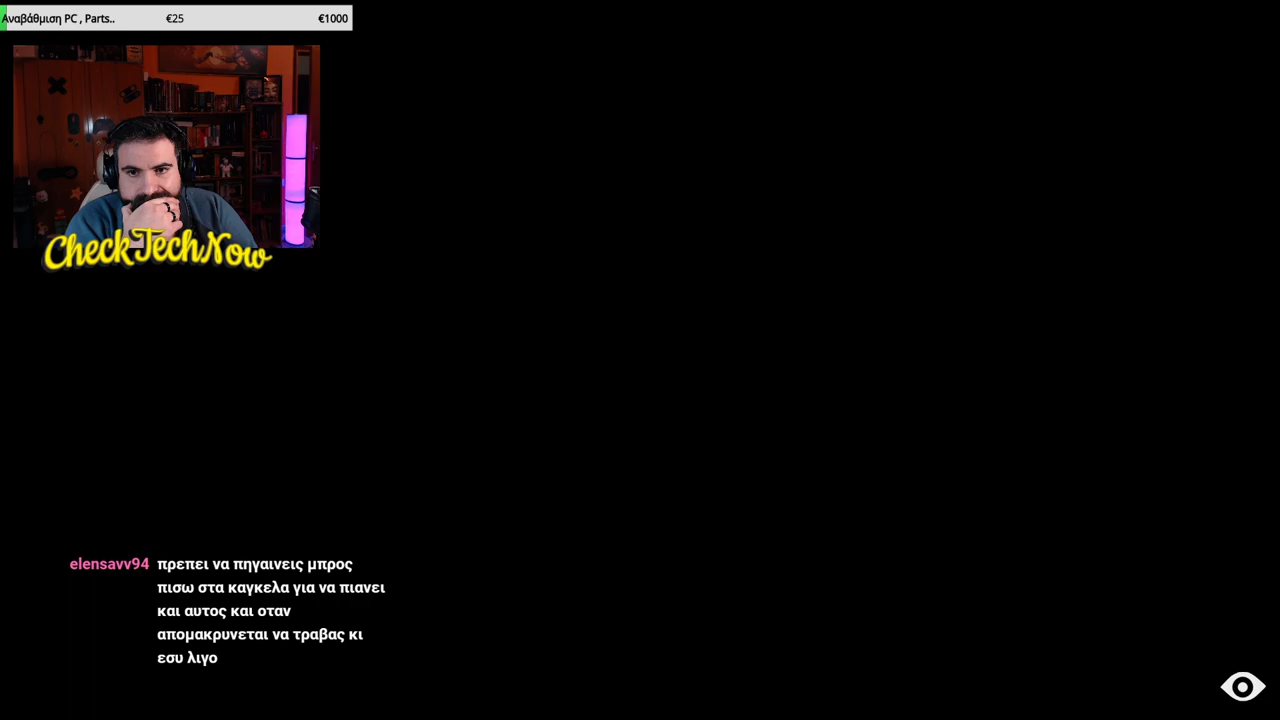 Αναβάθμιση PC , Parts.. €25 €1000
CheckTechNow
elensavv94 πρεπει να πηγαινεις μπρος
πισω στα καγκελα για να πιανει
και αυτος και οταν
απομακρυνεται να τραβας κι
εσυ λιγο